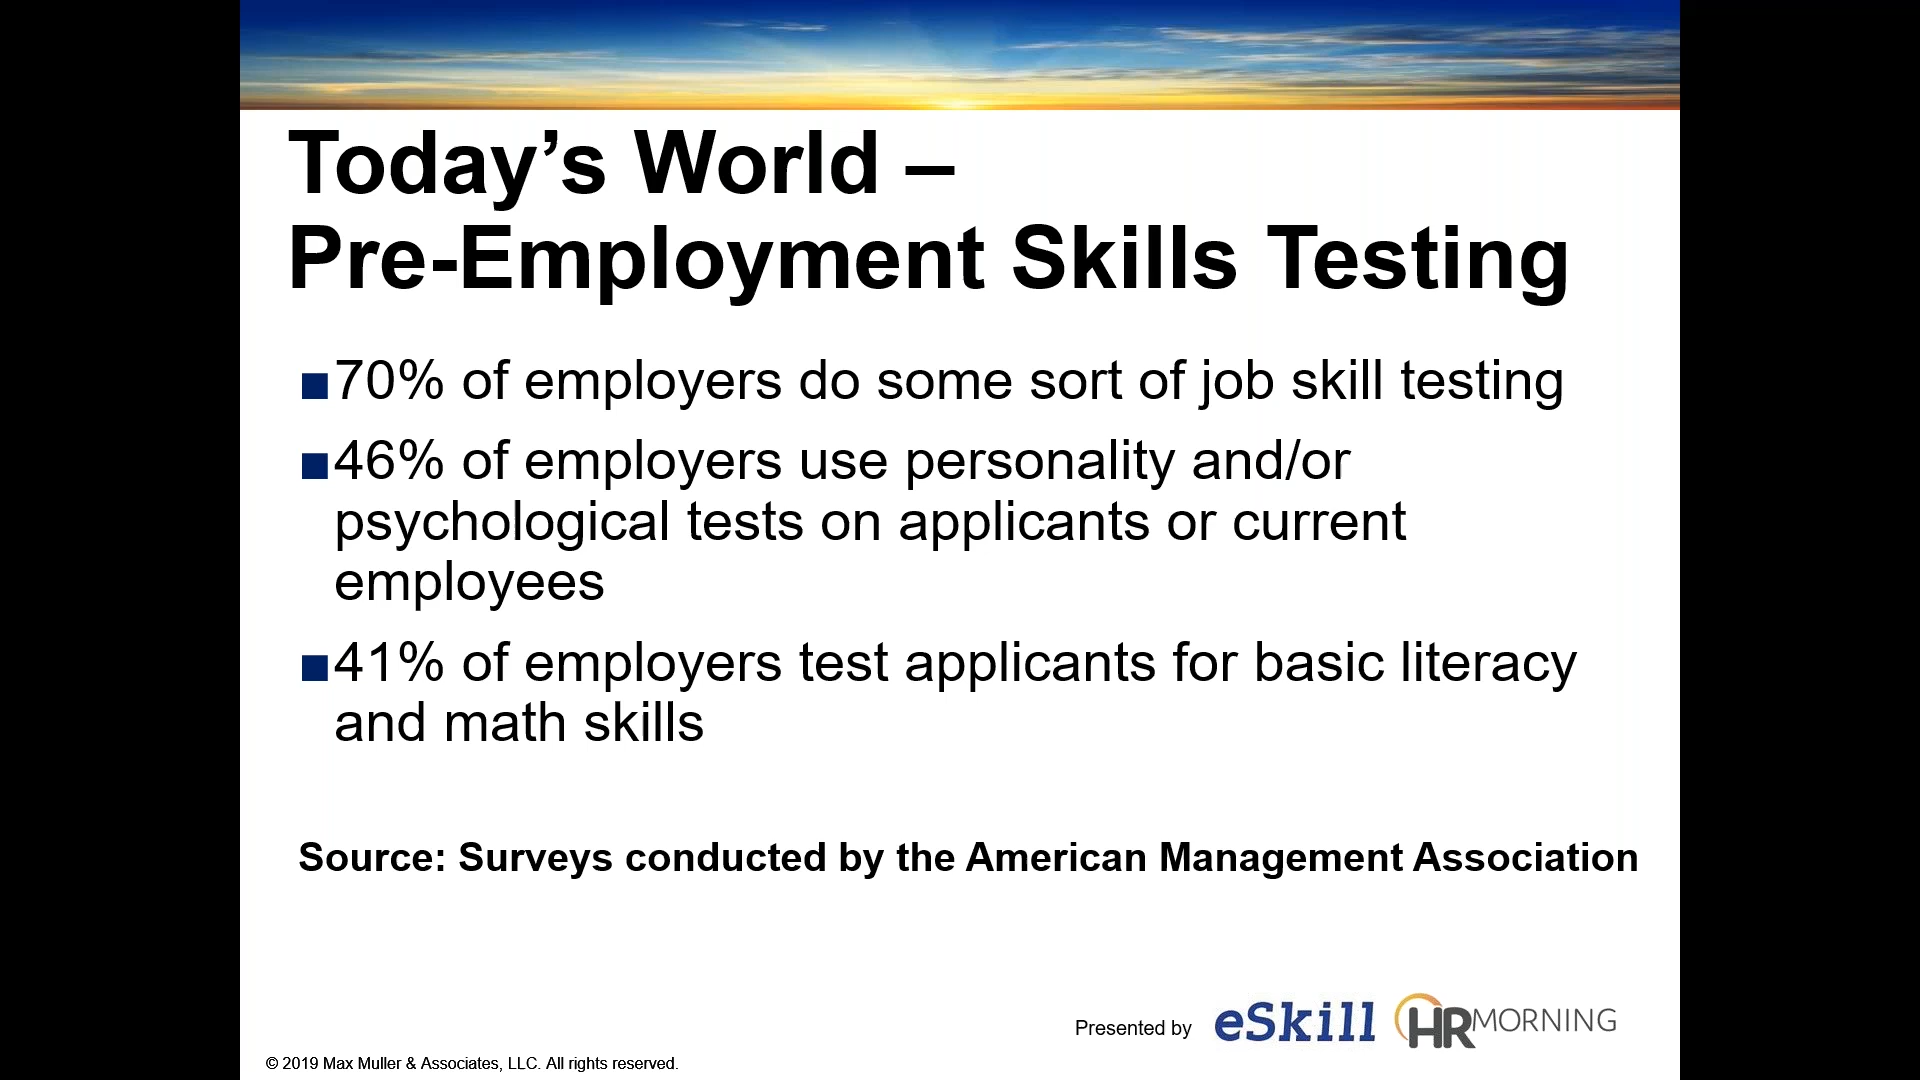 Today’s World –
Pre-Employment Skills Testing
■70% of employers do some sort of job skill testing
■46% of employers use personality and/or
psychological tests on applicants or current
employees
■41% of employers test applicants for basic literacy
and math skills
Source: Surveys conducted by the American Management Association
Presented by eSkill HRMORNING
© 2019 Max Muller & Associates, LLC. All rights reserved.